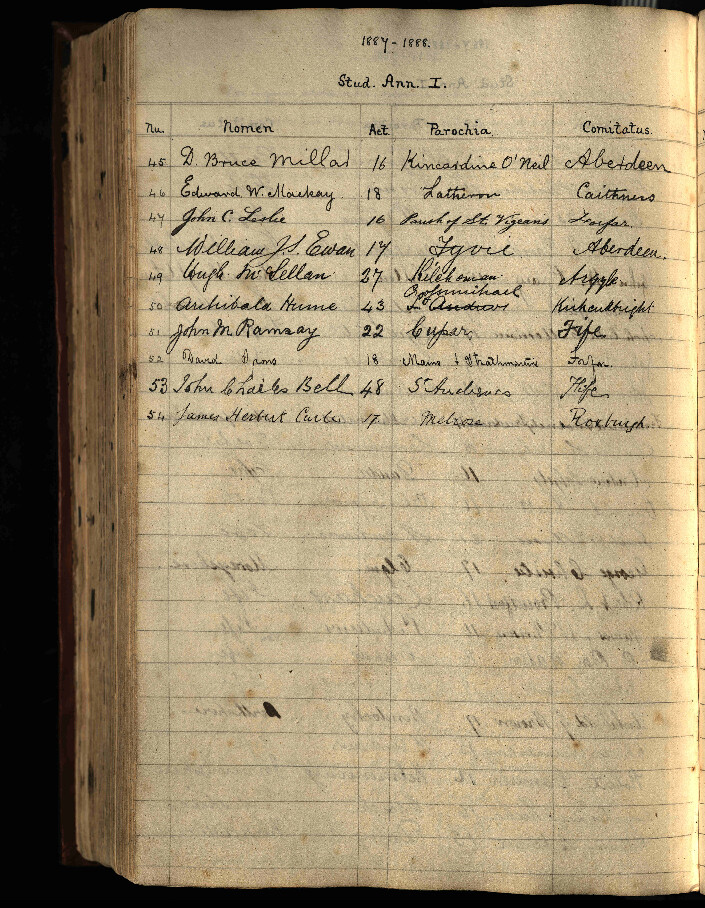 1887-1888.
Stud. Ann. I.
Nu. Nomen Aet. Parochia Comitatus.
45 D. Bruce Millar 16 Kincardine O'Neil Aberdeen
46 Edward W. Mackay. 18 Latheron Caithness
47 John C. Leslie 16 Parish of St. Vigeans Forfar.
48 William J. S. Ewan 17 Fyvie Aberdeen.
49 Hugh McLellan 27 Kilchoman Argyle
Crossmichael
50 Archibald Hume 43 St Andrews Kirkcudbright
51 John M Ramsay 22 Cupar Fife
52 David 18 Mains & Strathmartine Forfar.
53 John Charles Bell 48 St Andrews Fife
54 James Herbert 17 Melrose Roxburgh.